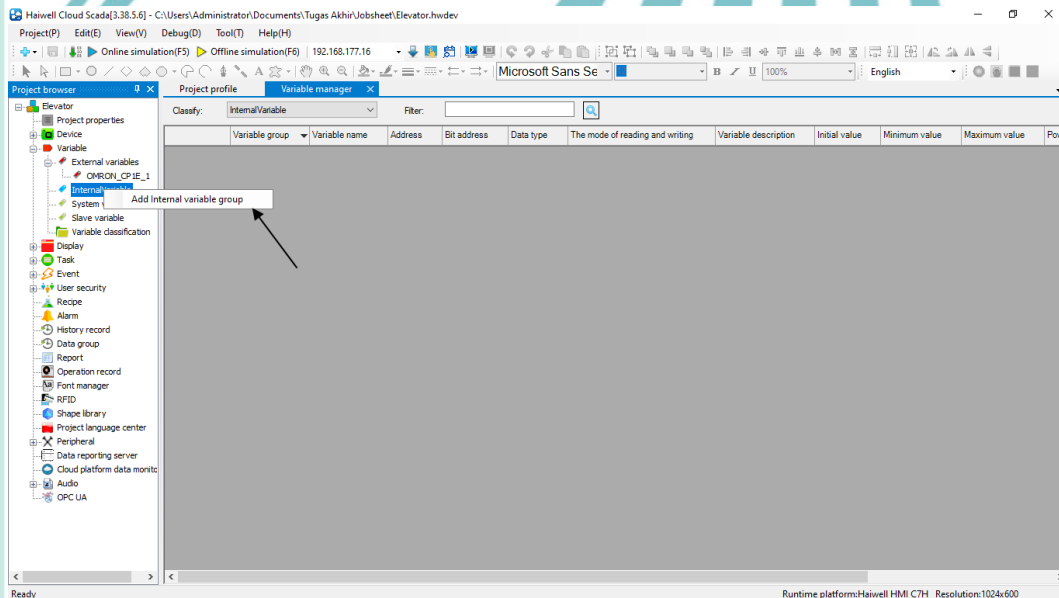 Haiwell Cloud Scada[3.38.5.6] - C:\Users\Administrator\Documents\Tugas Akhir\Jobsheet\Elevator.hwdev
Project(P) Edit(E) View(V) Debug(D) Tool(T) Help(H)
Online simulation(F5) Offline simulation(F6) 192.168.177.16
Microsoft Sans Se B I U 100% English
Project browser Project profile Variable manager
Elevator Classify: InternalVariable Filter:
Project properties
Device Variable group Variable name Address Bit address Data type The mode of reading and writing Variable description Initial value Minimum value Maximum value
Variable
External variables
OMRON_CP1E_1
InternalVariable
Add Internal variable group
System
Slave variable
Variable classification
Display
Task
Event
User security
Recipe
Alarm
History record
Data group
Report
Operation record
Font manager
RFID
Shape library
Project language center
Peripheral
Data reporting server
Cloud platform data monito
Audio
OPC UA
Ready Runtime platform:Haiwell HMI C7H Resolution:1024x600